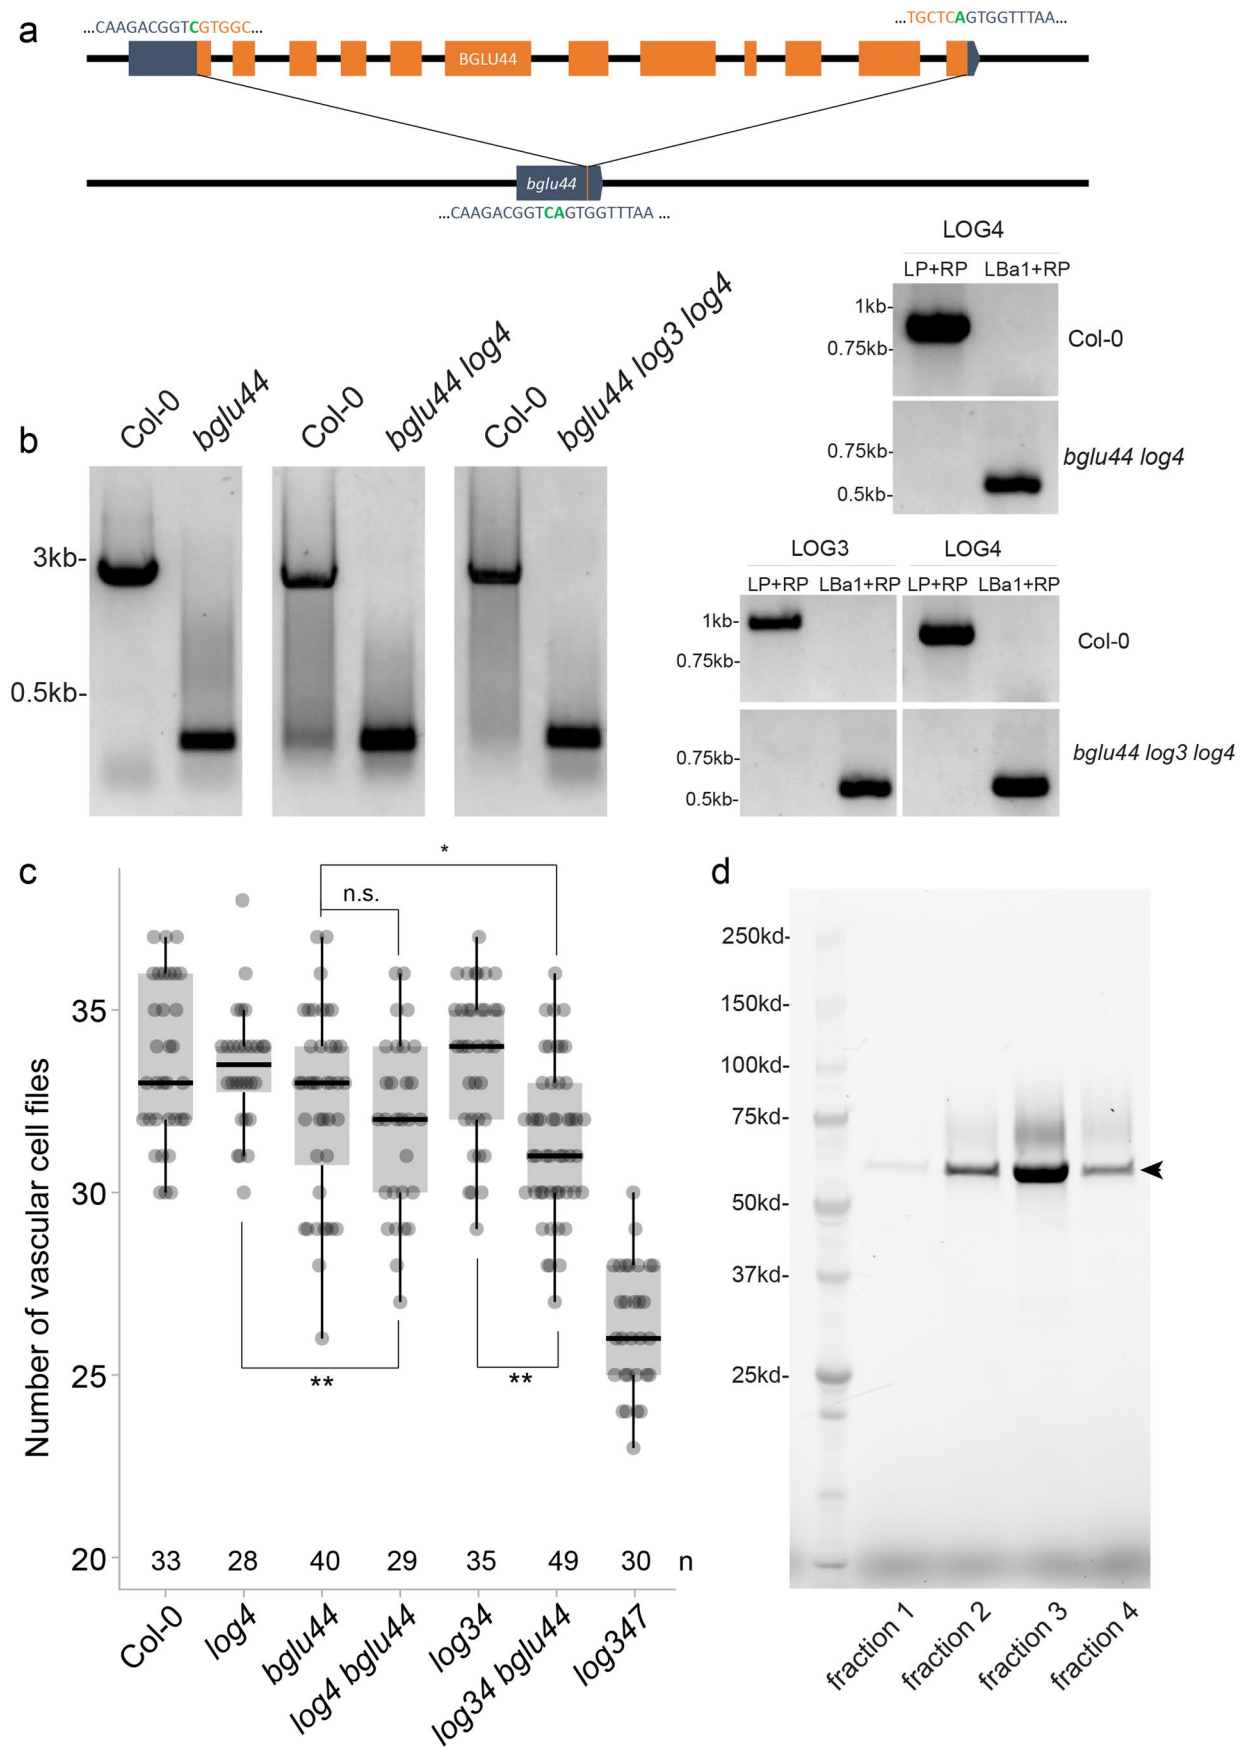 a
...CAAGACGGTCGTGGC...
...TGCTCAGTGGTTTAA...
BGLU44
bglu44
...CAAGACGGTCAGTGGTTTAA ...
b
Col-0
bglu44
Col-0
bglu44 log4
Col-0
bglu44 log3 log4
3kb-
0.5kb-
LOG4
LP+RP LBa1+RP
1kb-
0.75kb-
Col-0
0.75kb-
0.5kb-
bglu44 log4
LOG3 LOG4
LP+RP LBa1+RP LP+RP LBa1+RP
1kb-
0.75kb-
Col-0
0.75kb-
0.5kb-
bglu44 log3 log4
c
Number of vascular cell files
35
30
25
20
*
n.s.
**
**
33 28 40 29 35 49 30 n
Col-0
log4
bglu44
log4 bglu44
log34
log34 bglu44
log347
d
250kd-
150kd-
100kd-
75kd-
50kd-
37kd-
25kd-
fraction 1
fraction 2
fraction 3
fraction 4